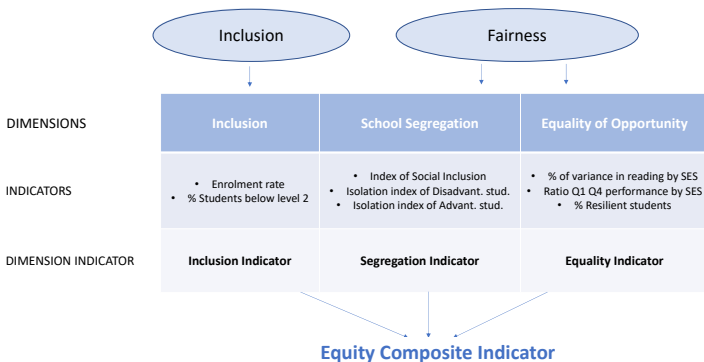 Inclusion
Fairness
DIMENSIONS
Inclusion
School Segregation
Equality of Opportunity
INDICATORS
• Enrolment rate
• % Students below level 2
• Index of Social Inclusion
• Isolation index of Disadvant. stud.
• Isolation index of Advant. stud.
• % of variance in reading by SES
• Ratio Q1 Q4 performance by SES
• % Resilient students
DIMENSION INDICATOR
Inclusion Indicator
Segregation Indicator
Equality Indicator
Equity Composite Indicator